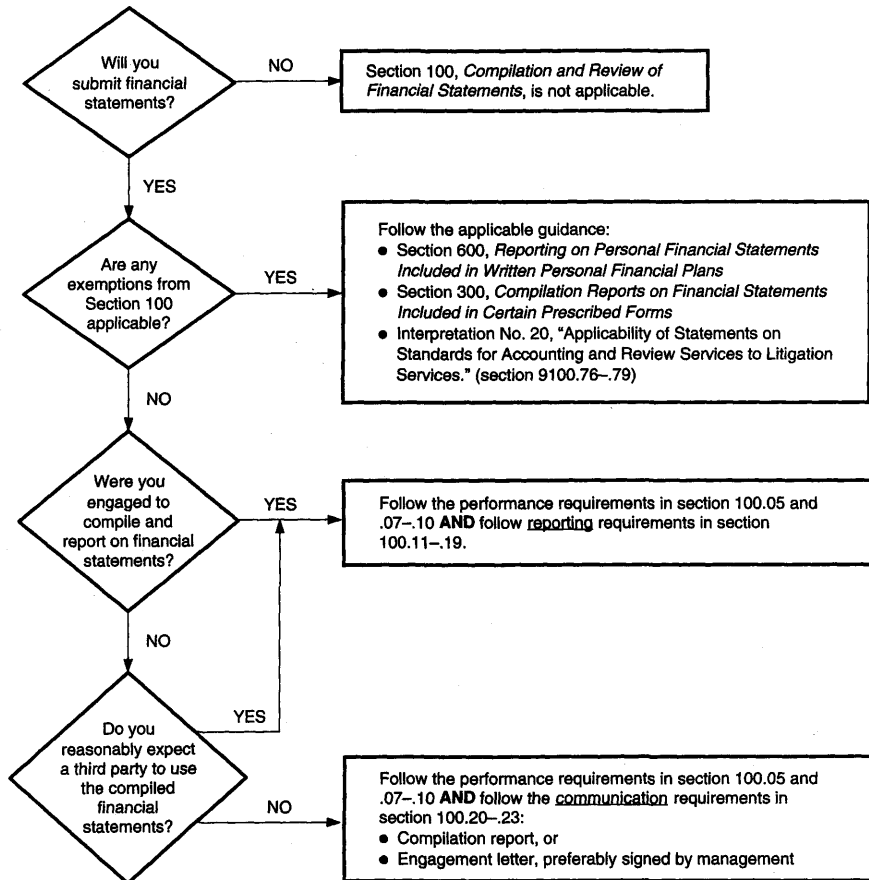 Will you
submit financial
statements?
NO
Section 100, Compilation and Review of
Financial Statements, is not applicable.
YES
Are any
exemptions from
Section 100
applicable?
YES
Follow the applicable guidance:
● Section 600, Reporting on Personal Financial Statements
Included in Written Personal Financial Plans
● Section 300, Compilation Reports on Financial Statements
Included in Certain Prescribed Forms
● Interpretation No. 20, “Applicability of Statements on
Standards for Accounting and Review Services to Litigation
Services.” (section 9100.76–.79)
NO
Were you
engaged to
compile and
report on financial
statements?
YES
Follow the performance requirements in section 100.05 and
.07–.10 AND follow reporting requirements in section
100.11–.19.
NO
Do you
reasonably expect
a third party to use
the compiled
financial
statements?
YES
NO
Follow the performance requirements in section 100.05 and
.07–.10 AND follow the communication requirements in
section 100.20–.23:
● Compilation report, or
● Engagement letter, preferably signed by management